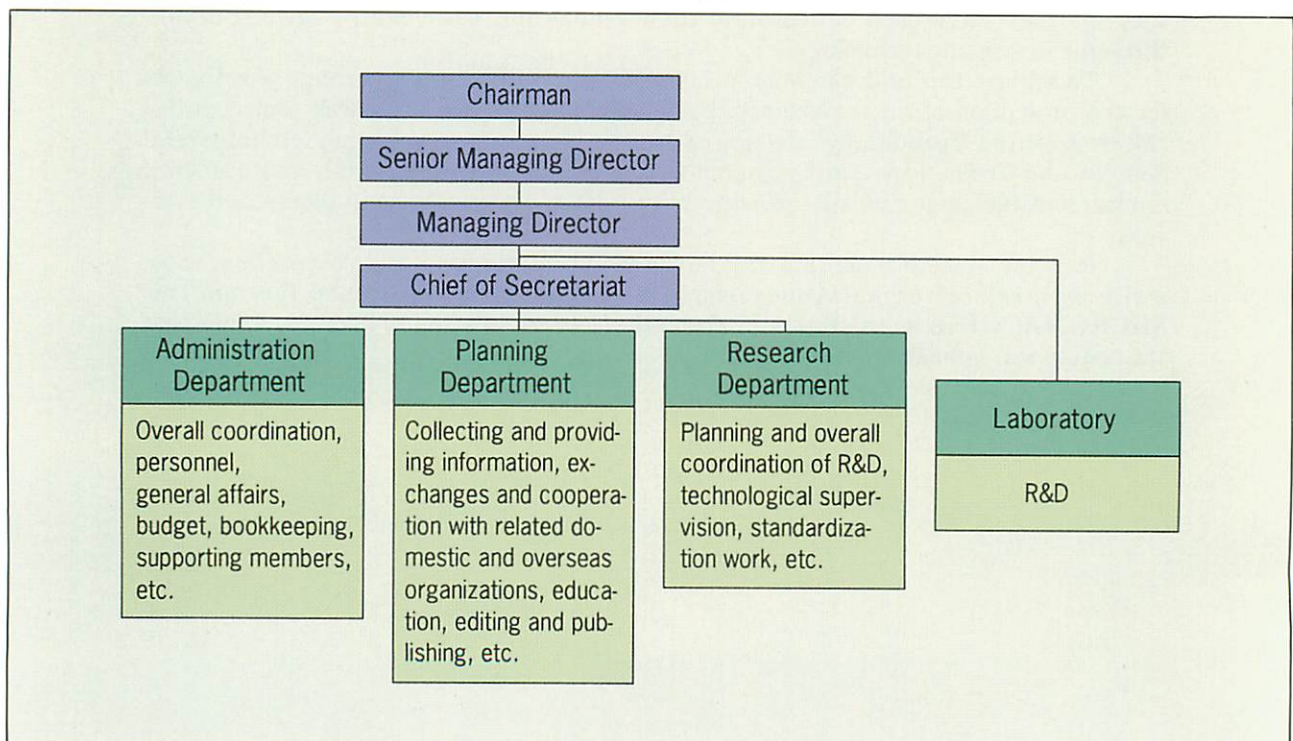 Chairman
Senior Managing Director
Managing Director
Chief of Secretariat
Administration
Department
Overall coordination,
personnel,
general affairs,
budget, bookkeeping,
supporting members,
etc.
Planning
Department
Collecting and provid-
ing information, ex-
changes and coopera-
tion with related do-
mestic and overseas
organizations, educa-
tion, editing and pub-
lishing, etc.
Research
Department
Planning and overall
coordination of R&D,
technological super-
vision, standardiza-
tion work, etc.
Laboratory
R&D